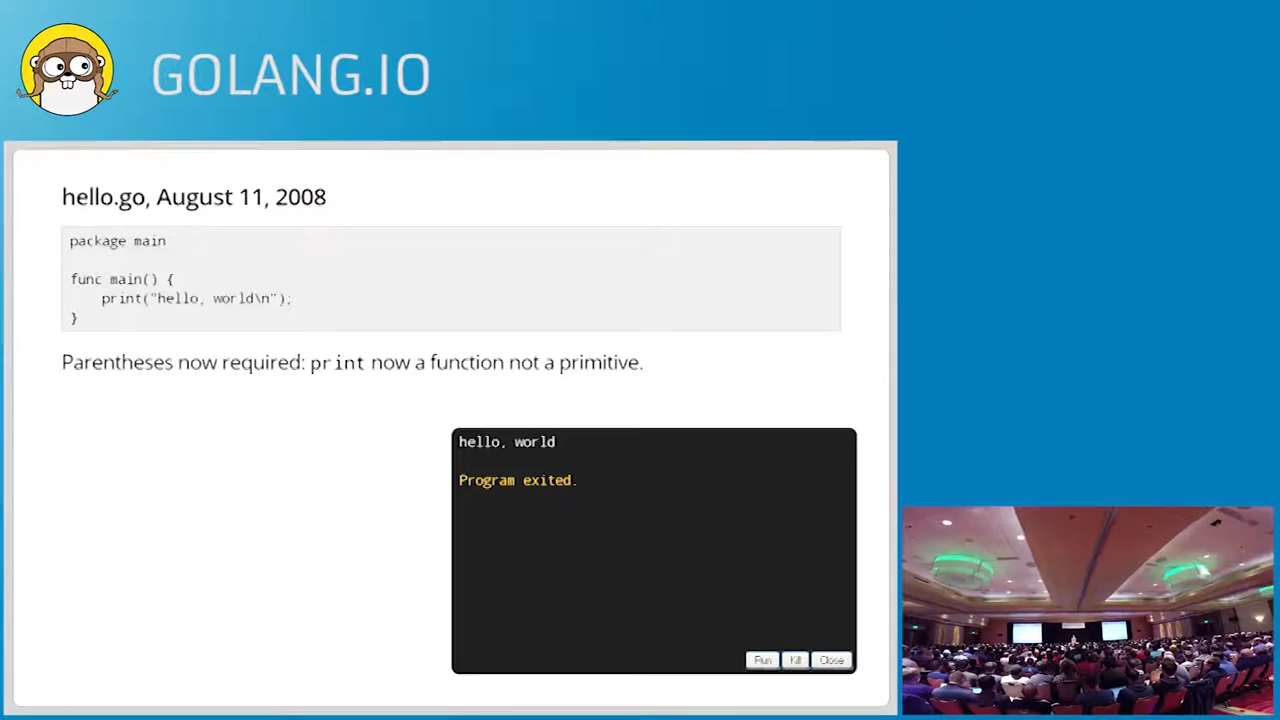 GOLANG.IO
hello.go, August 11, 2008
package main
func main() {
print("hello, world\n");
}
Parentheses now required: print now a function not a primitive.
hello, world
Program exited.
Run Kill Close